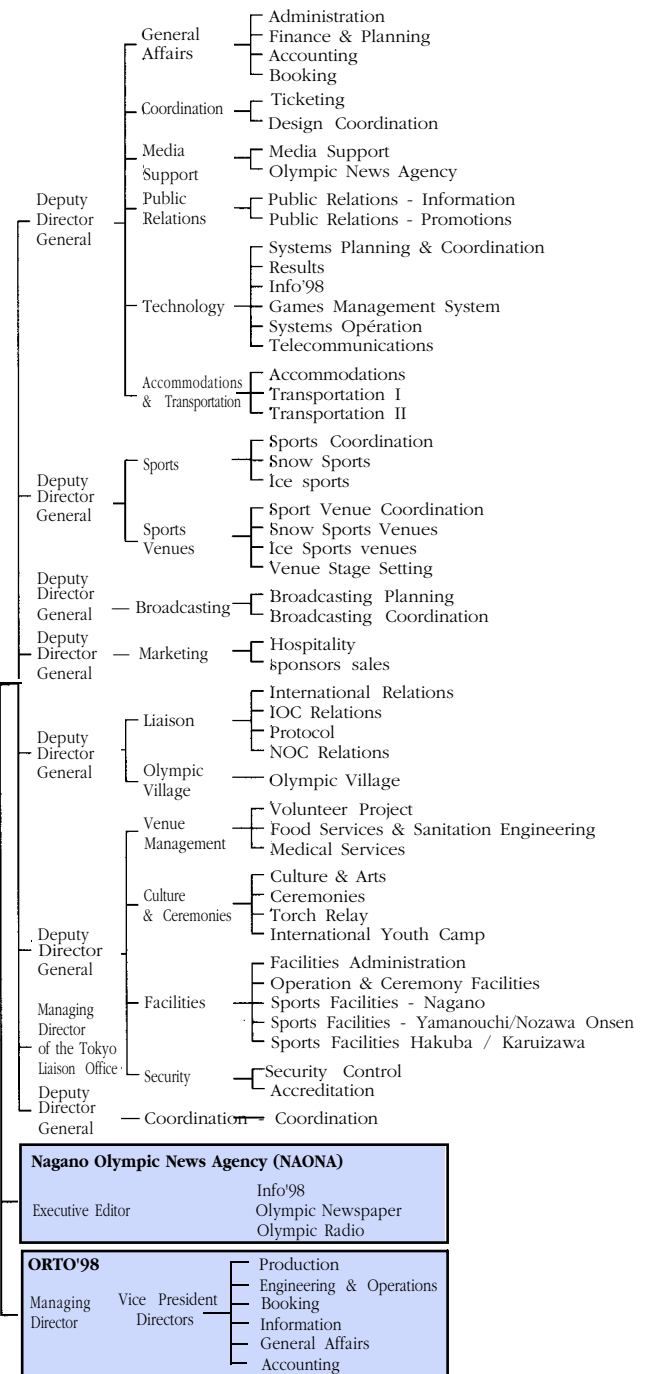 General
Affairs
Administration
Finance & Planning
Accounting
Booking
Coordination
Ticketing
Design Coordination
Media
Support
Media Support
Olympic News Agency
Deputy
Director
General
Public
Relations
Public Relations - Information
Public Relations - Promotions
Technology
Systems Planning & Coordination
Results
Info'98
Games Management System
Systems Opération
Telecommunications
Accommodations
& Transportation
Accommodations
Transportation I
Transportation II
Deputy
Director
General
Sports
Sports Coordination
Snow Sports
Ice sports
Sports
Venues
Sport Venue Coordination
Snow Sports Venues
Ice Sports venues
Venue Stage Setting
Deputy
Director
General
Broadcasting
Broadcasting Planning
Broadcasting Coordination
Deputy
Director
General
Marketing
Hospitality
sponsors sales
Deputy
Director
General
Liaison
International Relations
IOC Relations
Protocol
NOC Relations
Olympic
Village
Olympic Village
Venue
Management
Volunteer Project
Food Services & Sanitation Engineering
Medical Services
Culture
& Ceremonies
Culture & Arts
Ceremonies
Torch Relay
International Youth Camp
Deputy
Director
General
Facilities
Facilities Administration
Operation & Ceremony Facilities
Sports Facilities - Nagano
Sports Facilities - Yamanouchi/Nozawa Onsen
Sports Facilities Hakuba / Karuizawa
Managing
Director
of the Tokyo
Liaison Office
Security
Security Control
Accreditation
Deputy
Director
General
Coordination
Coordination
Nagano Olympic News Agency (NAONA)
Executive Editor
Info'98
Olympic Newspaper
Olympic Radio
ORTO'98
Managing
Director
Vice President
Directors
Production
Engineering & Operations
Booking
Information
General Affairs
Accounting